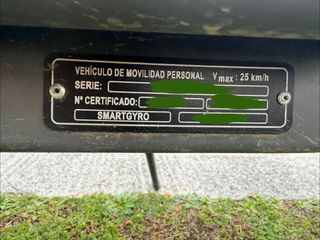 VEHÍCULO DE MOVILIDAD PERSONAL Vmax: 25 km/h
SERIE:
Nº CERTIFICADO:
SMARTGYRO